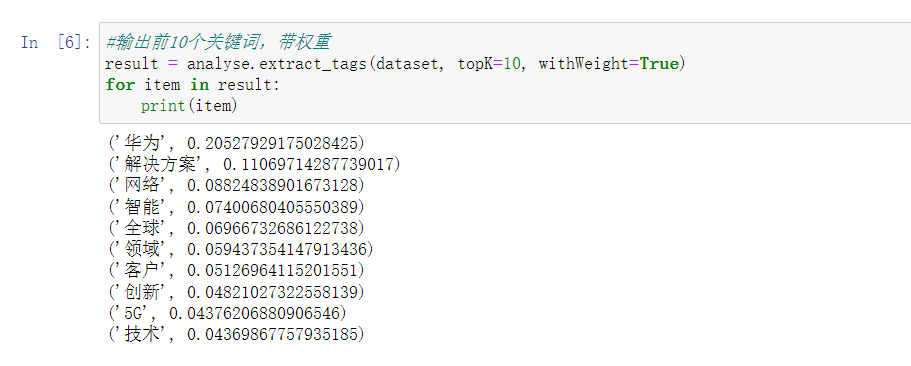 In [6]: #输出前10个关键词，带权重
result = analyse.extract_tags(dataset, topK=10, withWeight=True)
for item in result:
    print(item)
('华为', 0.20527929175028425)
('解决方案', 0.11069714287739017)
('网络', 0.08824838901673128)
('智能', 0.07400680405550389)
('全球', 0.06966732686122738)
('领域', 0.059437354147913436)
('客户', 0.05126964115201551)
('创新', 0.04821027322558139)
('5G', 0.04376206880906546)
('技术', 0.04369867757935185)